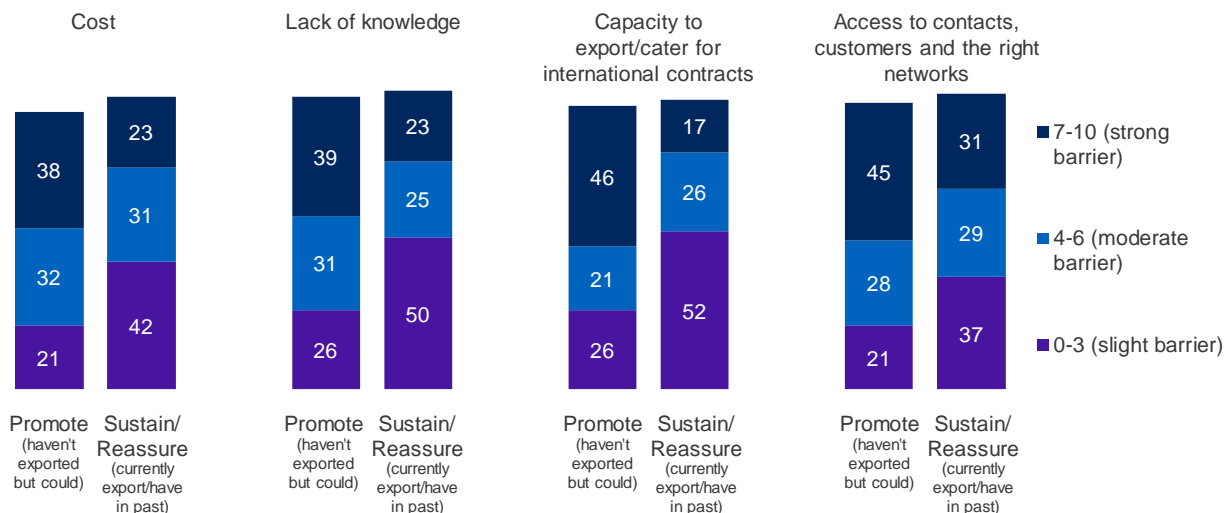 Cost
38
32
21
23
31
42
Promote
(haven't
exported
but could)
Sustain/
Reassure
(currently
export/have
in past)
Lack of knowledge
39
31
26
23
25
50
Promote
(haven't
exported
but could)
Sustain/
Reassure
(currently
export/have
in past)
Capacity to
export/cater for
international contracts
46
21
26
17
26
52
Promote
(haven't
exported
but could)
Sustain/
Reassure
(currently
export/have
in past)
Access to contacts,
customers and the right
networks
45
28
21
31
29
37
Promote
(haven't
exported
but could)
Sustain/
Reassure
(currently
export/have
in past)
7-10 (strong
barrier)
4-6 (moderate
barrier)
0-3 (slight barrier)